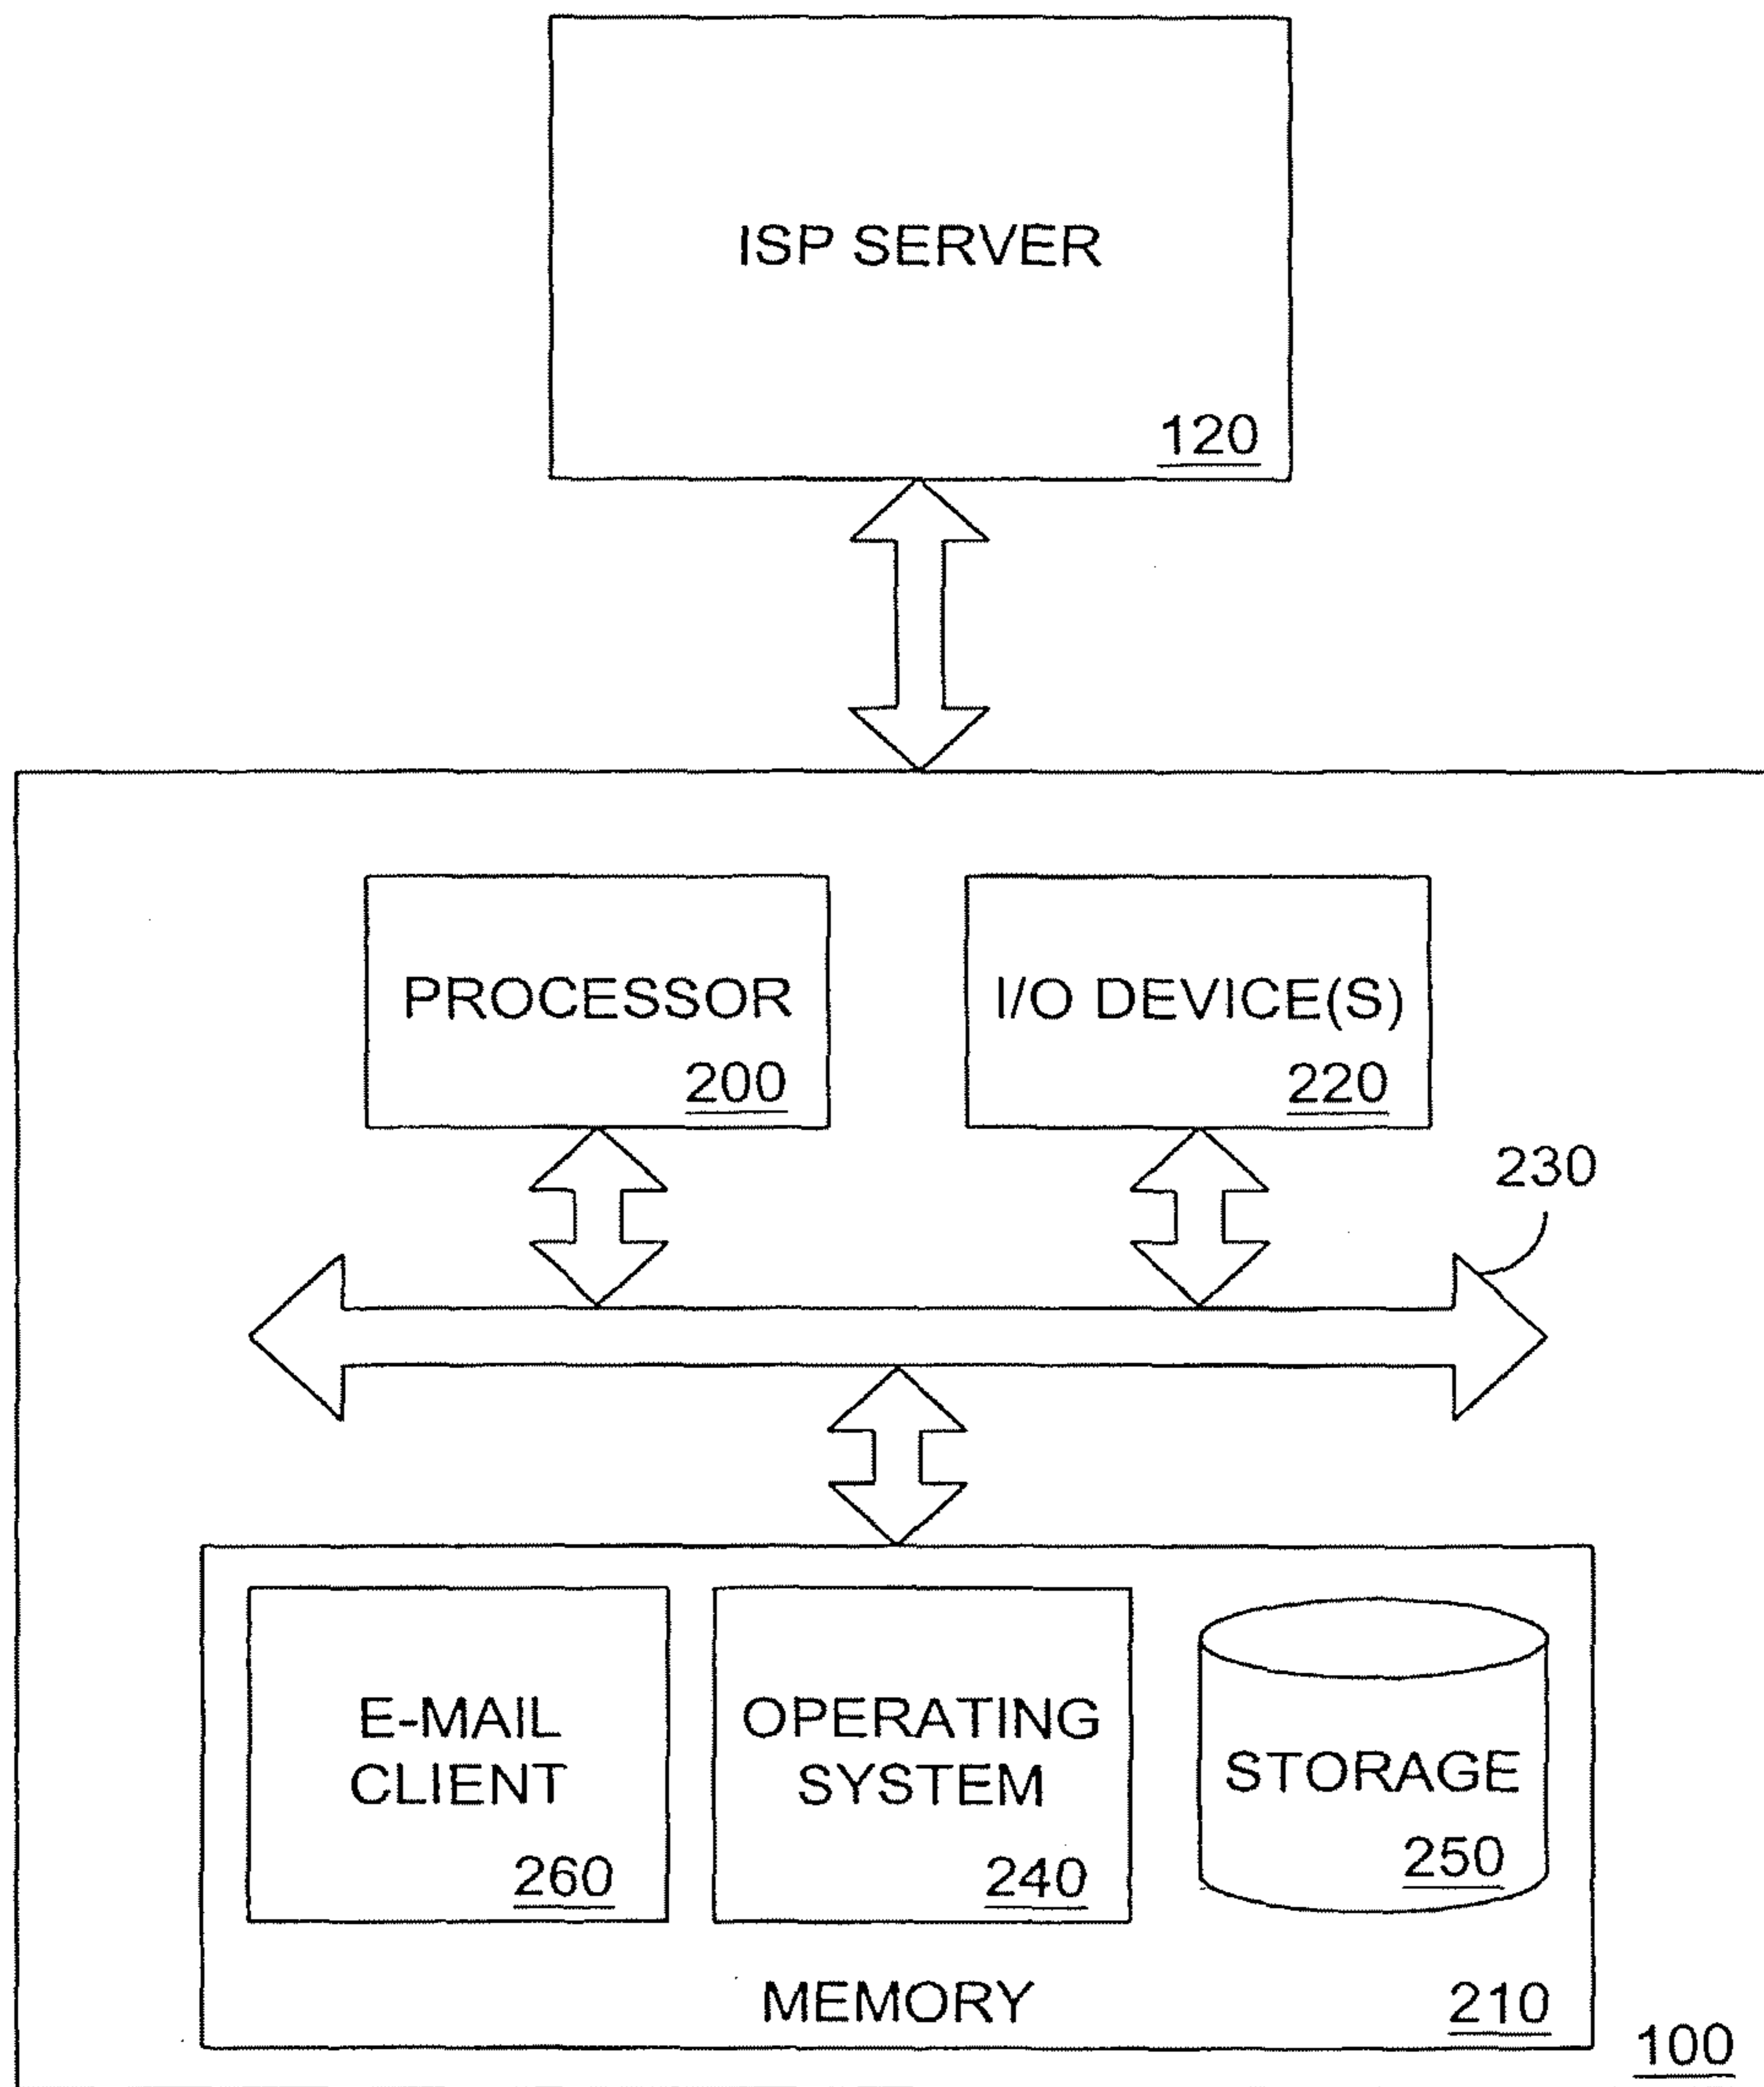 ISP SERVER
120
PROCESSOR
200
I/O DEVICE(S)
220
230
E-MAIL
CLIENT
260
OPERATING
SYSTEM
240
STORAGE
250
MEMORY
210
100